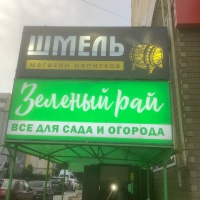 ШМЕЛЬ
МАГАЗИН НАПИТКОВ
Зеленый рай
ВСЕ ДЛЯ САДА И ОГОРОДА